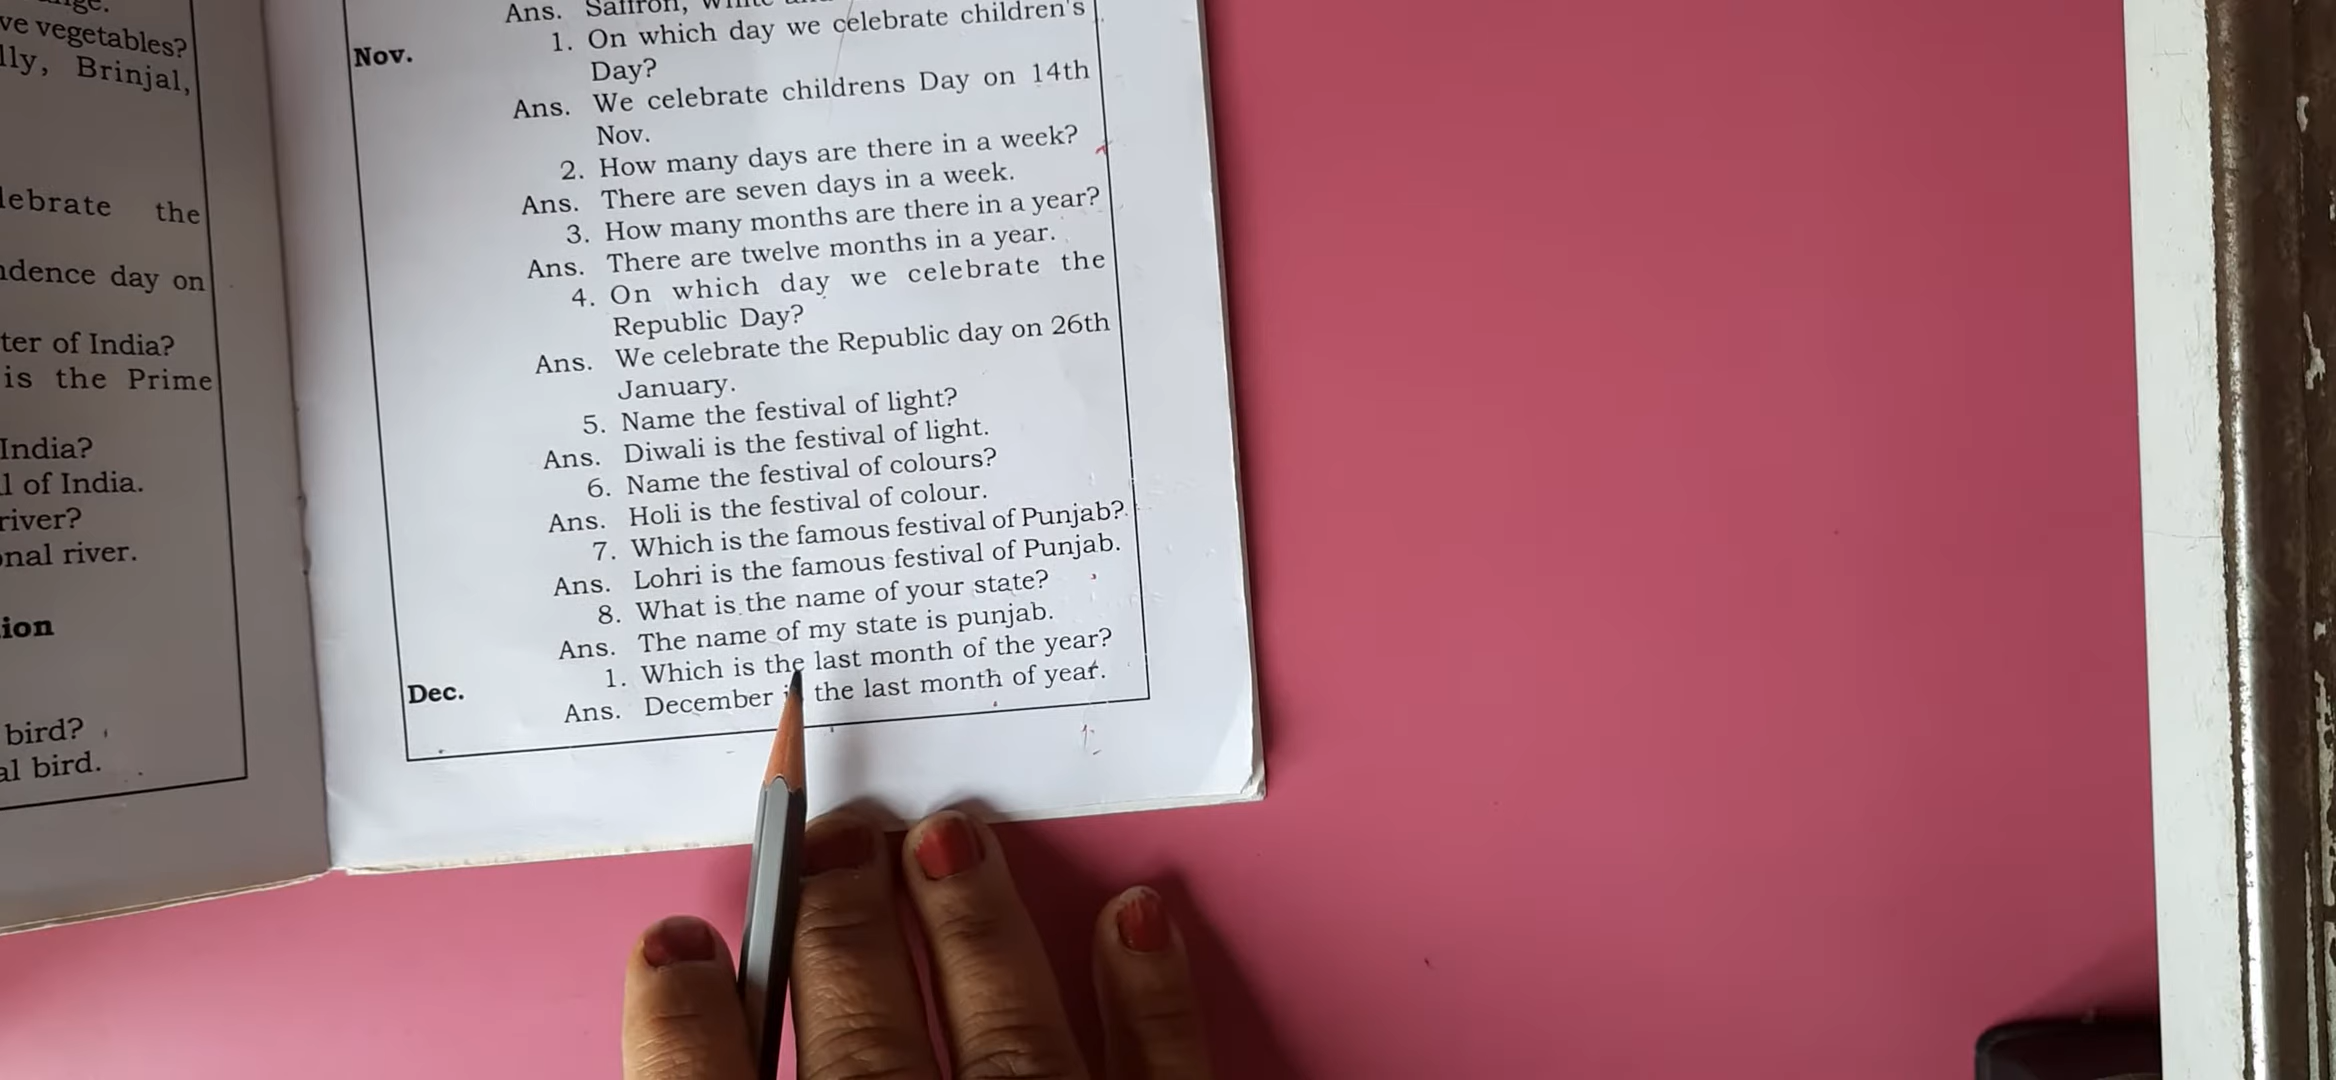 ve vegetables?
lly, Brinjal,
lebrate the
ndence day on
ter of India?
is the Prime
India?
l of India.
river?
onal river.
ion
bird?
al bird.
Ans. Saffron, White
Nov. 1. On which day we celebrate children's
Day?
Ans. We celebrate childrens Day on 14th
Nov.
2. How many days are there in a week?
Ans. There are seven days in a week.
3. How many months are there in a year?
Ans. There are twelve months in a year.
4. On which day we celebrate the
Republic Day?
Ans. We celebrate the Republic day on 26th
January.
5. Name the festival of light?
Ans. Diwali is the festival of light.
6. Name the festival of colours?
Ans. Holi is the festival of colour.
7. Which is the famous festival of Punjab?
Ans. Lohri is the famous festival of Punjab.
8. What is the name of your state?
Ans. The name of my state is punjab.
Dec. 1. Which is the last month of the year?
Ans. December the last month of year.